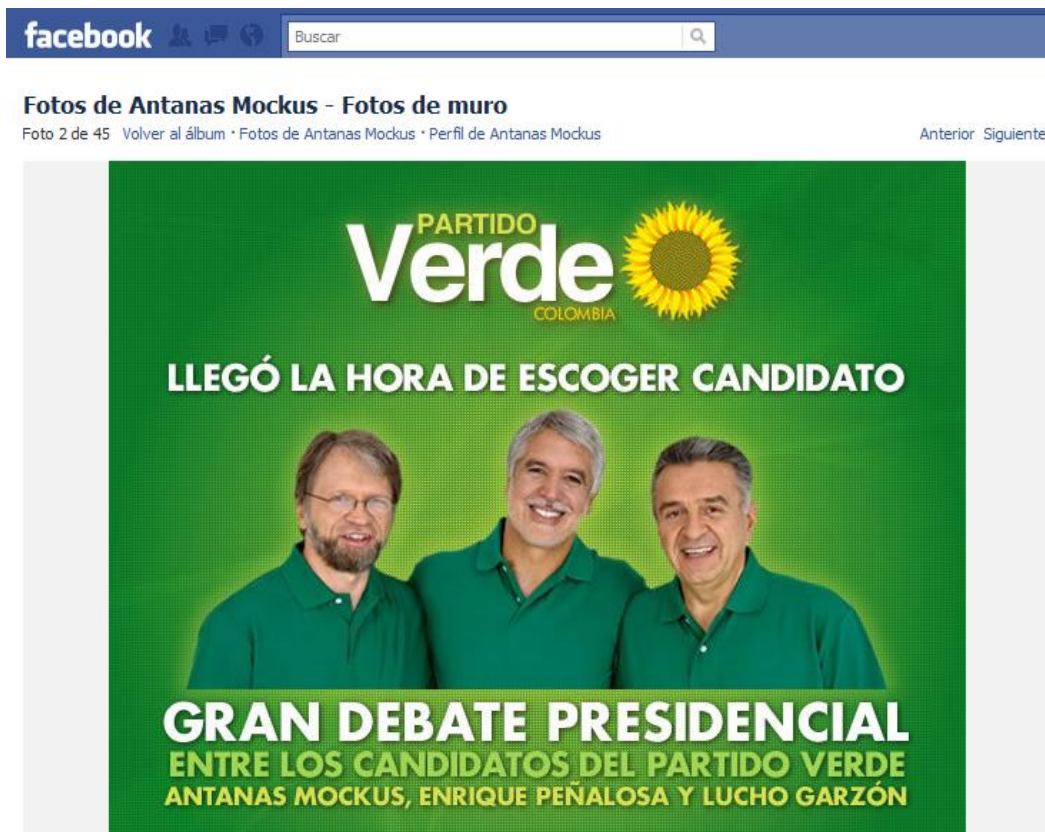 facebook
Buscar
Fotos de Antanas Mockus - Fotos de muro
Foto 2 de 45 Volver al álbum · Fotos de Antanas Mockus · Perfil de Antanas Mockus
Anterior Siguiente
PARTIDO
Verde
COLOMBIA
LLEGÓ LA HORA DE ESCOGER CANDIDATO
GRAN DEBATE PRESIDENCIAL
ENTRE LOS CANDIDATOS DEL PARTIDO VERDE
ANTANAS MOCKUS, ENRIQUE PEÑALOSA Y LUCHO GARZÓN